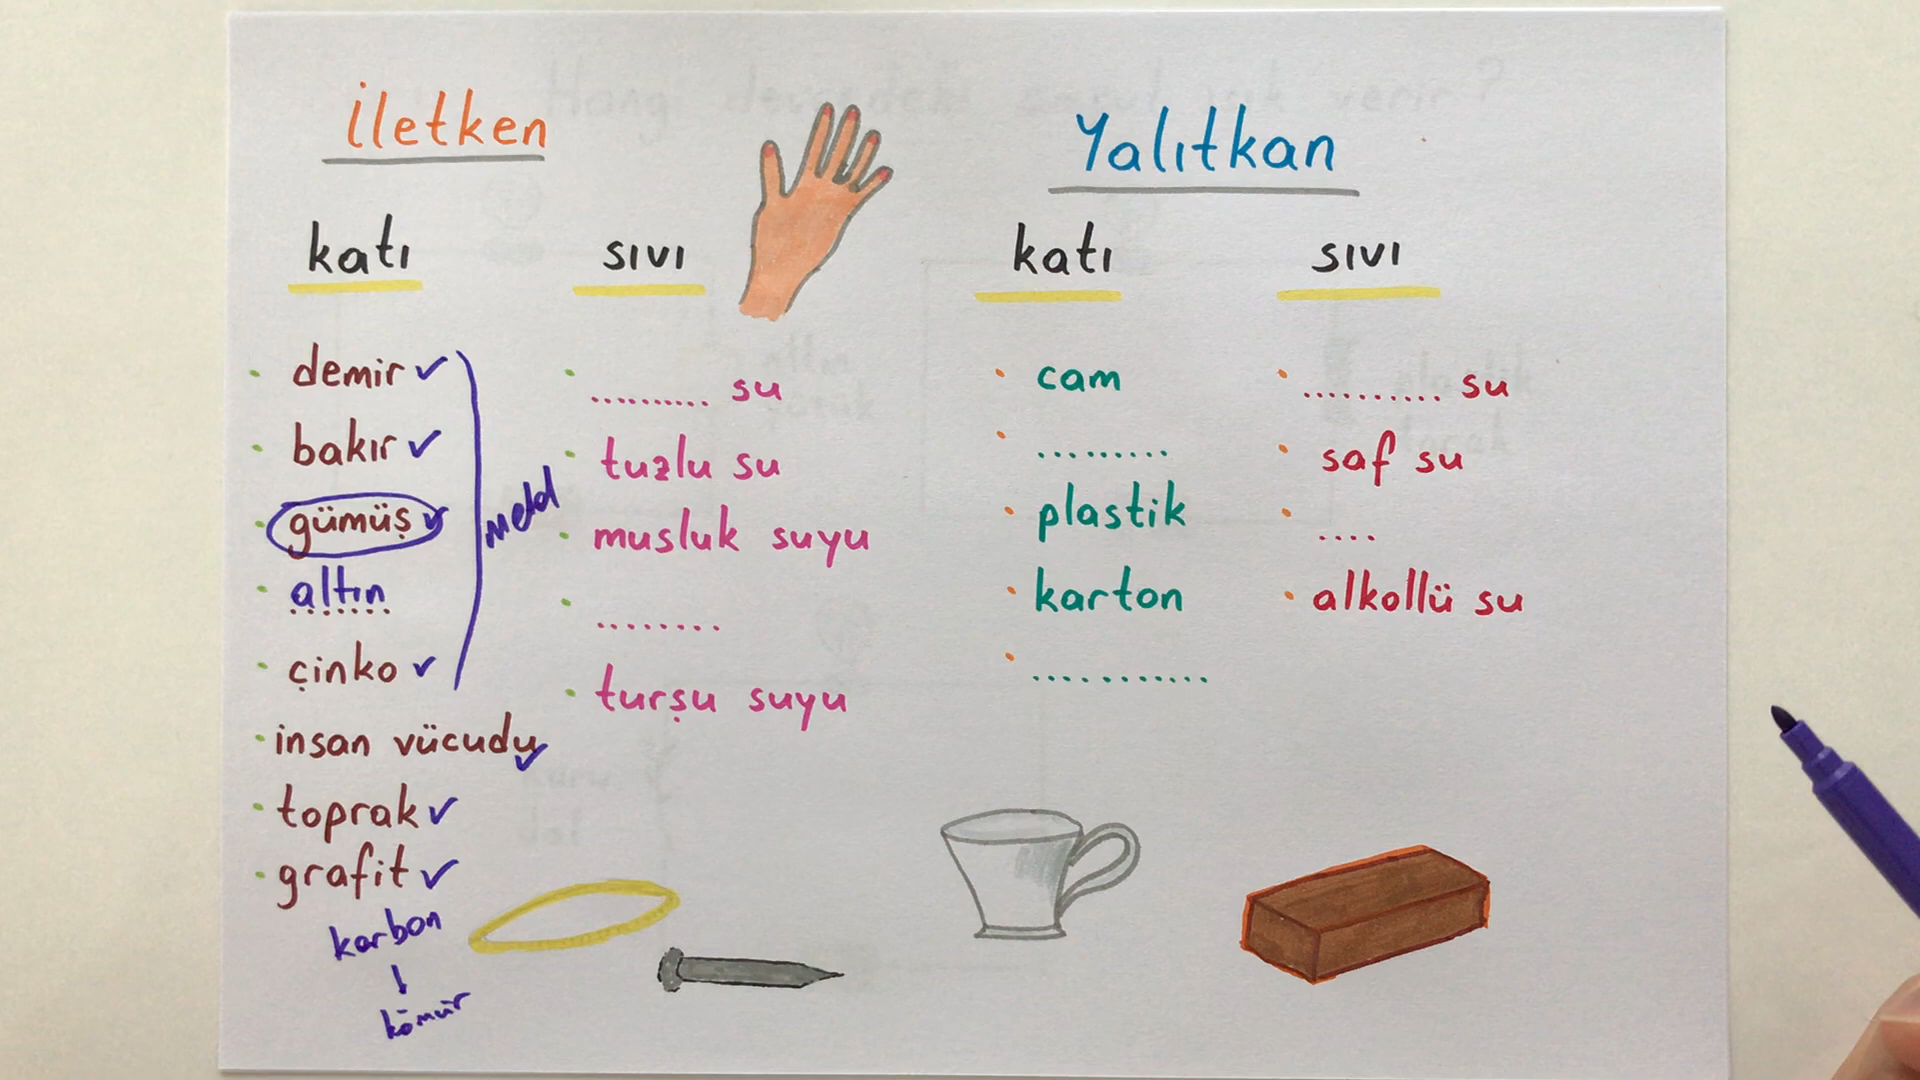 iletken
katı
demir
bakır
gümüş
altın
çinko
metal
insan vücudu
toprak
grafit
karbon
kömür
sıvı
.......... su
tuzlu su
musluk suyu
........
turşu suyu
Yalıtkan
katı
cam
.........
plastik
karton
............
sıvı
.......... su
saf su
....
alkollü su